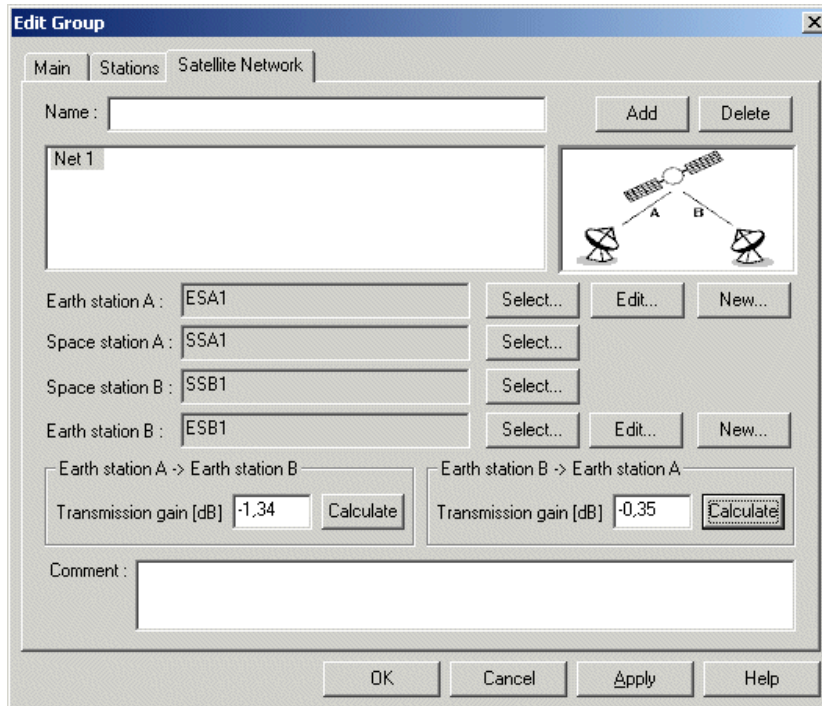 Edit Group
Main Stations Satellite Network
Name : Add Delete
Net 1
A B
Earth station A : ESA1 Select... Edit... New...
Space station A : SSA1 Select...
Space station B : SSB1 Select...
Earth station B : ESB1 Select... Edit... New...
Earth station A -> Earth station B Earth station B -> Earth station A
Transmission gain [dB] -1,34 Calculate Transmission gain [dB] -0,35 Calculate
Comment :
OK Cancel Apply Help